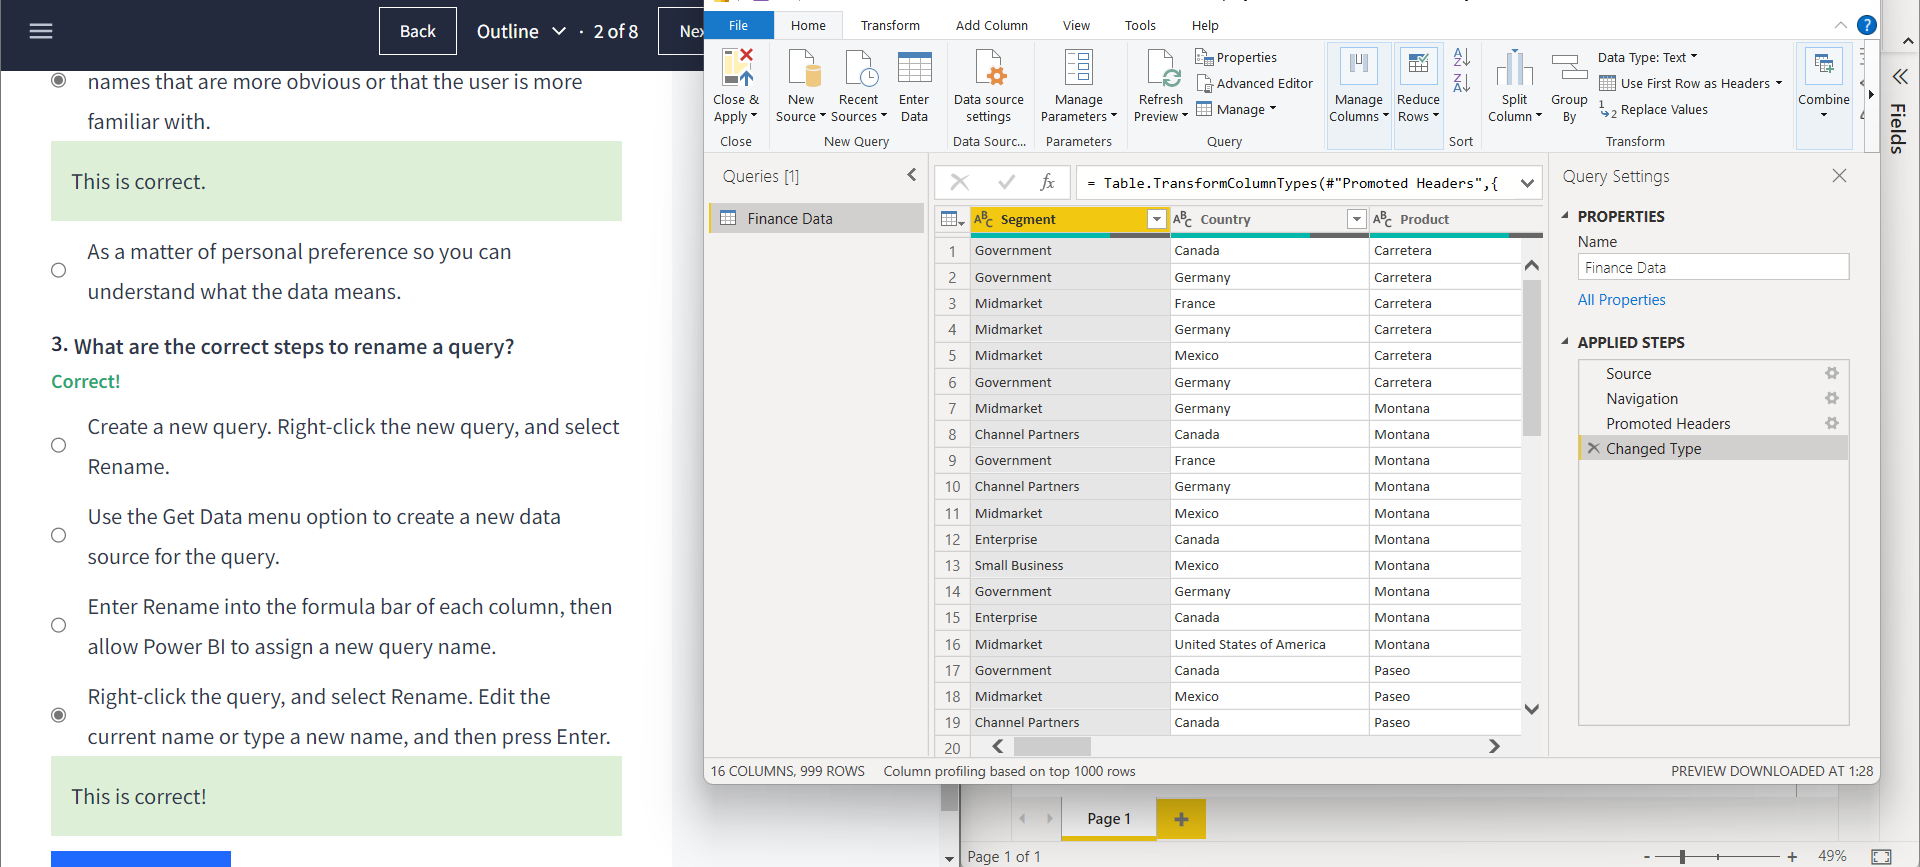 Back
Outline
· 2 of 8
Nex
names that are more obvious or that the user is more
familiar with.
This is correct.
As a matter of personal preference so you can
understand what the data means.
3. What are the correct steps to rename a query?
Correct!
Create a new query. Right-click the new query, and select
Rename.
Use the Get Data menu option to create a new data
source for the query.
Enter Rename into the formula bar of each column, then
allow Power BI to assign a new query name.
Right-click the query, and select Rename. Edit the
current name or type a new name, and then press Enter.
This is correct!
File Home Transform Add Column View Tools Help
?
Close &
Apply
Close
New
Source
Recent
Sources
Enter
Data
New Query
Data source
settings
Data Sourc...
Manage
Parameters
Parameters
Refresh
Preview
Properties
Advanced Editor
Manage
Query
Manage
Columns
Reduce
Rows
Sort
Split
Column
Group
By
Data Type: Text
Use First Row as Headers
Replace Values
Transform
Combine
Fields
Queries [1]
Finance Data
fx
= Table.TransformColumnTypes(#"Promoted Headers",{
ABC Segment ABC Country ABC Product
1 Government Canada Carretera
2 Government Germany Carretera
3 Midmarket France Carretera
4 Midmarket Germany Carretera
5 Midmarket Mexico Carretera
6 Government Germany Carretera
7 Midmarket Germany Montana
8 Channel Partners Canada Montana
9 Government France Montana
10 Channel Partners Germany Montana
11 Midmarket Mexico Montana
12 Enterprise Canada Montana
13 Small Business Mexico Montana
14 Government Germany Montana
15 Enterprise Canada Montana
16 Midmarket United States of America Montana
17 Government Canada Paseo
18 Midmarket Mexico Paseo
19 Channel Partners Canada Paseo
20
Query Settings
PROPERTIES
Name
Finance Data
All Properties
APPLIED STEPS
Source
Navigation
Promoted Headers
Changed Type
16 COLUMNS, 999 ROWS Column profiling based on top 1000 rows
PREVIEW DOWNLOADED AT 1:28
Page 1
+
Page 1 of 1
- + 49%